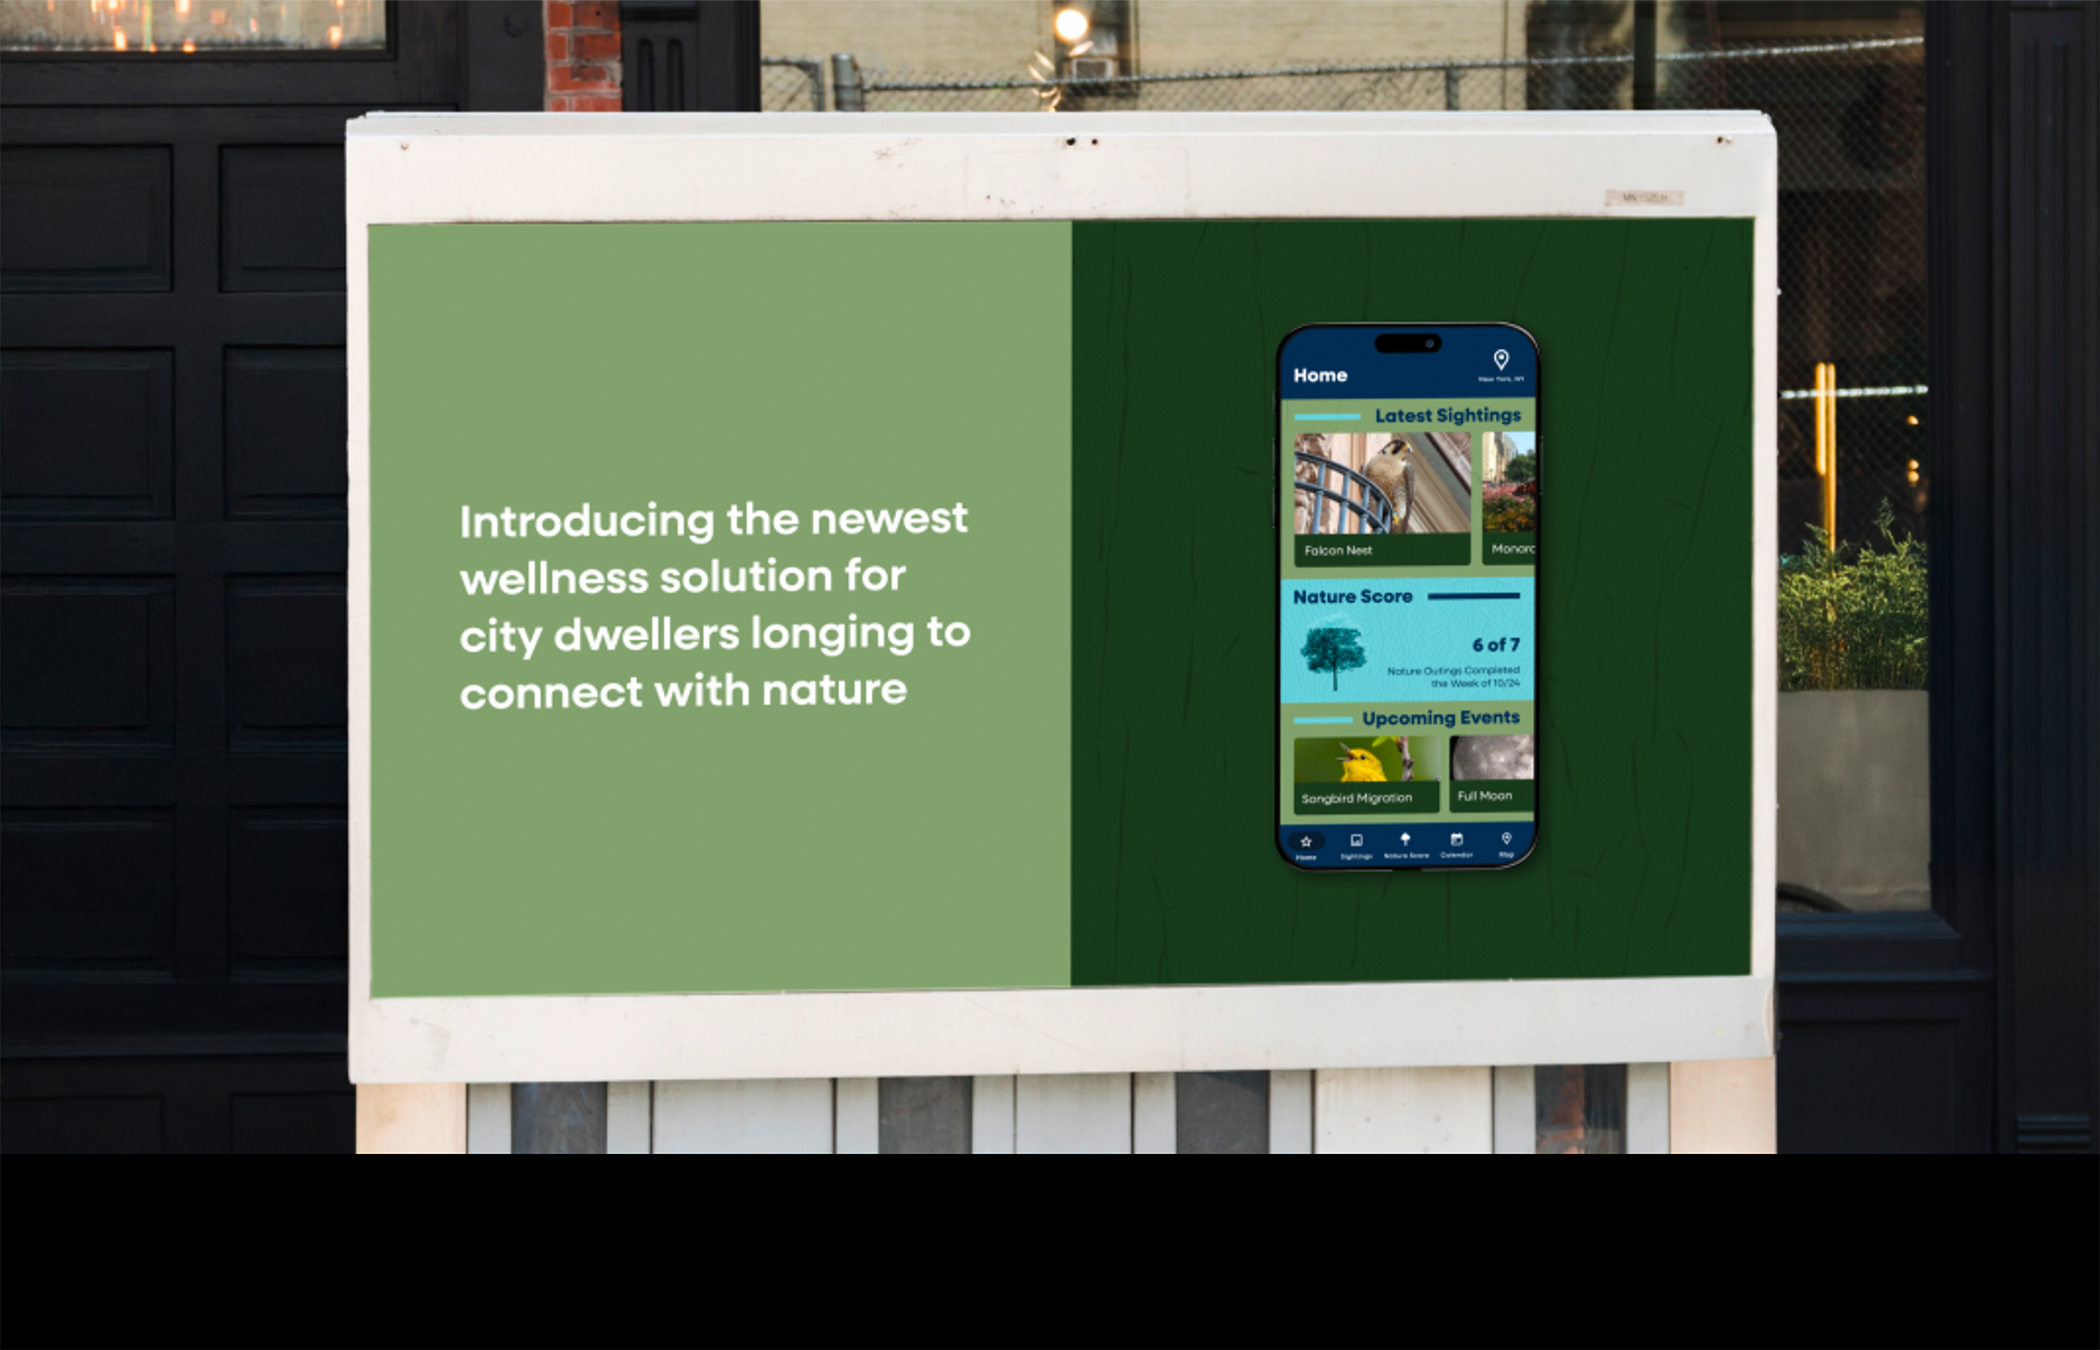 Introducing the newest
wellness solution for
city dwellers longing to
connect with nature
Home
New York, NY
Latest Sightings
Falcon Nest
Monarc
Nature Score
6 of 7
Nature Outings Completed
the Week of 10/24
Upcoming Events
Songbird Migration
Full Moon
Home
Sightings
Nature Score
Calendar
Map